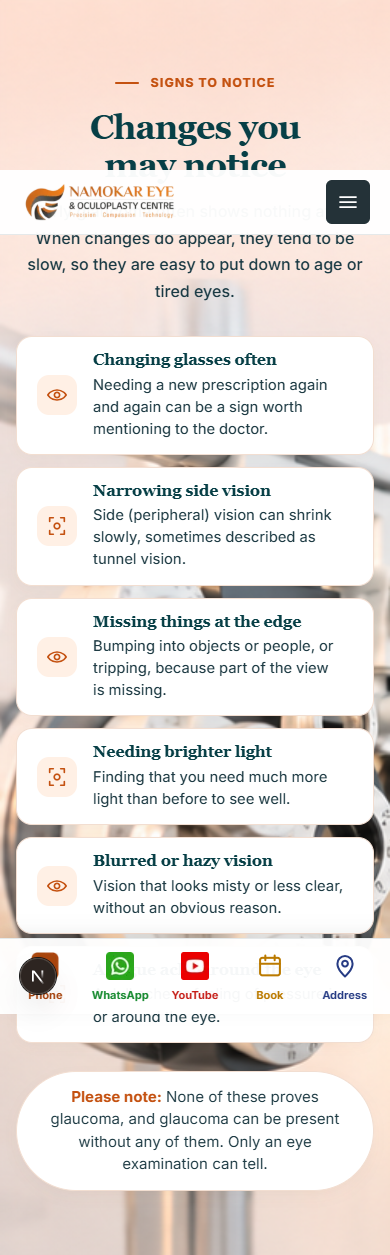 SIGNS TO NOTICE
Changes you
may notice
NAMOKAR EYE
& OCULOPLASTY CENTRE
Precision Compassion Technology
When changes do appear, they tend to be
slow, so they are easy to put down to age or
tired eyes.
Changing glasses often
Needing a new prescription again
and again can be a sign worth
mentioning to the doctor.
Narrowing side vision
Side (peripheral) vision can shrink
slowly, sometimes described as
tunnel vision.
Missing things at the edge
Bumping into objects or people, or
tripping, because part of the view
is missing.
Needing brighter light
Finding that you need much more
light than before to see well.
Blurred or hazy vision
Vision that looks misty or less clear,
without an obvious reason.
N
Phone
WhatsApp
YouTube
Book
Address
or around the eye.
Please note: None of these proves
glaucoma, and glaucoma can be present
without any of them. Only an eye
examination can tell.